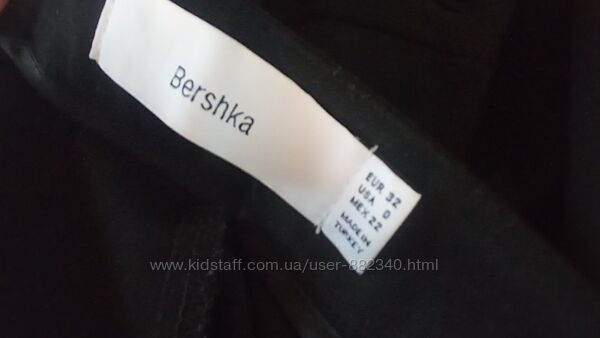 Bershka
EUR 32
USA 0
MEX 22
MADE IN
TURKEY
www.kidstaff.com.ua/user-882340.html